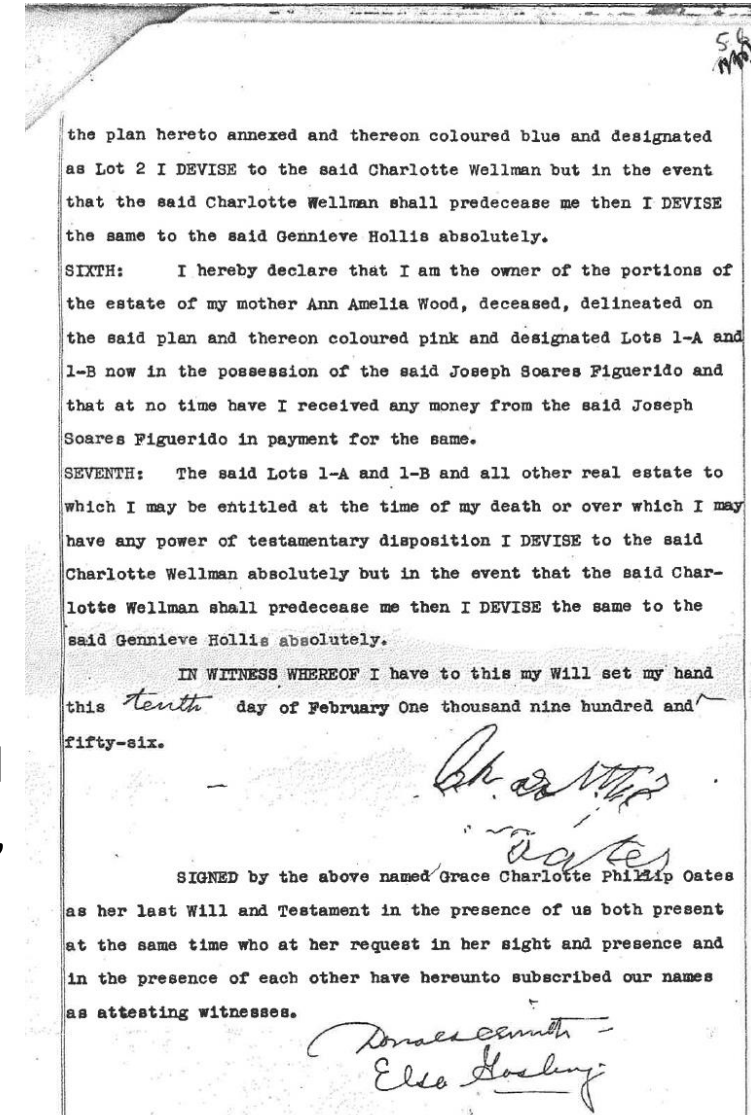 56
the plan hereto annexed and thereon coloured blue and designated
as Lot 2 I DEVISE to the said Charlotte Wellman but in the event
that the said Charlotte Wellman shall predecease me then I DEVISE
the same to the said Gennieve Hollis absolutely.
SIXTH: I hereby declare that I am the owner of the portions of
the estate of my mother Ann Amelia Wood, deceased, delineated on
the said plan and thereon coloured pink and designated Lots 1-A and
1-B now in the possession of the said Joseph Soares Figuerido and
that at no time have I received any money from the said Joseph
Soares Figuerido in payment for the same.
SEVENTH: The said Lots 1-A and 1-B and all other real estate to
which I may be entitled at the time of my death or over which I may
have any power of testamentary disposition I DEVISE to the said
Charlotte Wellman absolutely but in the event that the said Char-
lotte Wellman shall predecease me then I DEVISE the same to the
said Gennieve Hollis absolutely.
IN WITNESS WHEREOF I have to this my Will set my hand
this tenth day of February One thousand nine hundred and
fifty-six.
Oates
SIGNED by the above named Grace Charlotte Phillip Oates
as her last Will and Testament in the presence of us both present
at the same time who at her request in her sight and presence and
in the presence of each other have hereunto subscribed our names
as attesting witnesses.
Elsa Gosling